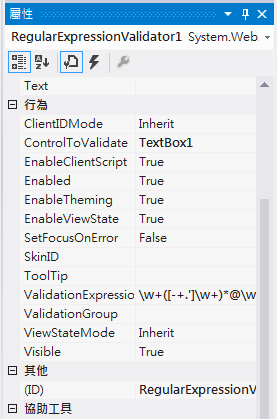 屬性
RegularExpressionValidator1 System.Web
Text
行為
ClientIDMode Inherit
ControlToValidate TextBox1
EnableClientScript True
Enabled True
EnableTheming True
EnableViewState True
SetFocusOnError False
SkinID
ToolTip
ValidationExpressio \w+([-+.']\w+)*@\w
ValidationGroup
ViewStateMode Inherit
Visible True
其他
(ID) RegularExpressionV
協助工具